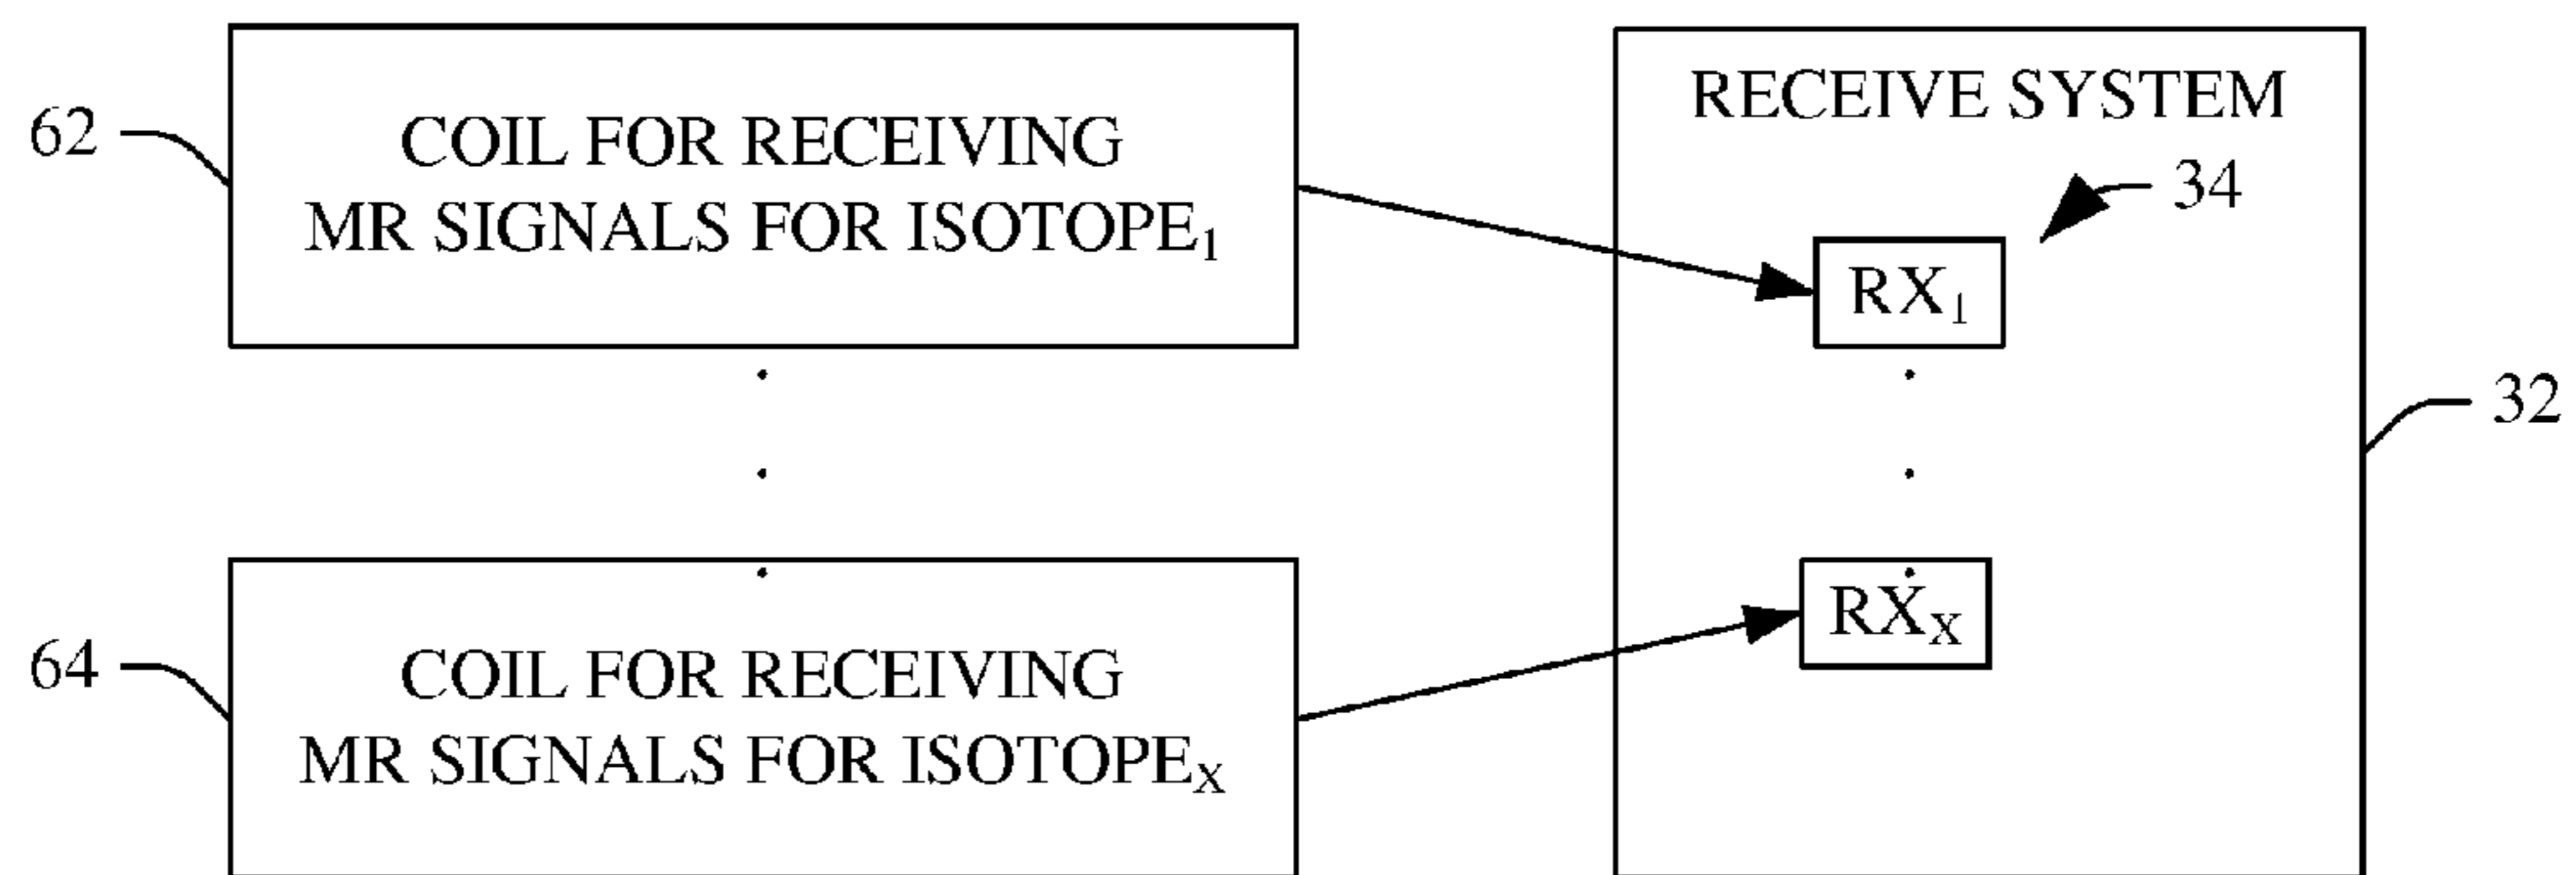 62
COIL FOR RECEIVING
MR SIGNALS FOR ISOTOPE₁
RECEIVE SYSTEM
34
RX₁
32
64
COIL FOR RECEIVING
MR SIGNALS FOR ISOTOPEₓ
RXₓ